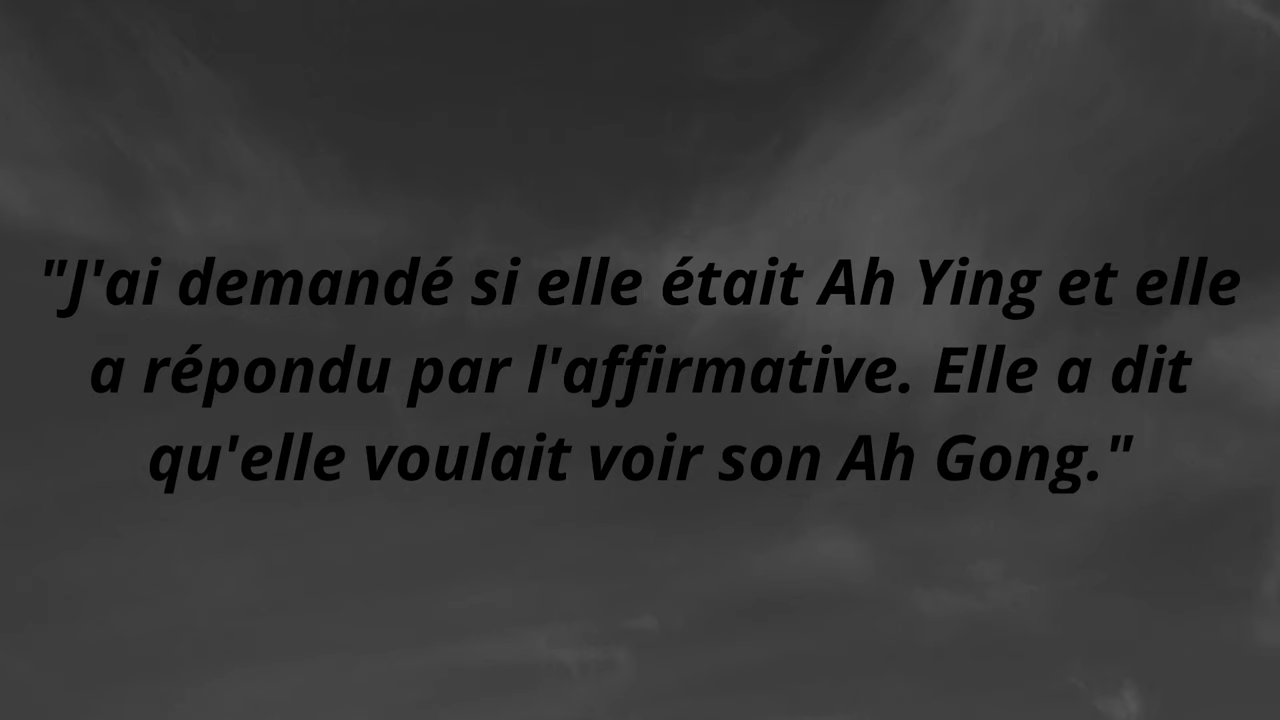 "J'ai demandé si elle était Ah Ying et elle
a répondu par l'affirmative. Elle a dit
qu'elle voulait voir son Ah Gong."